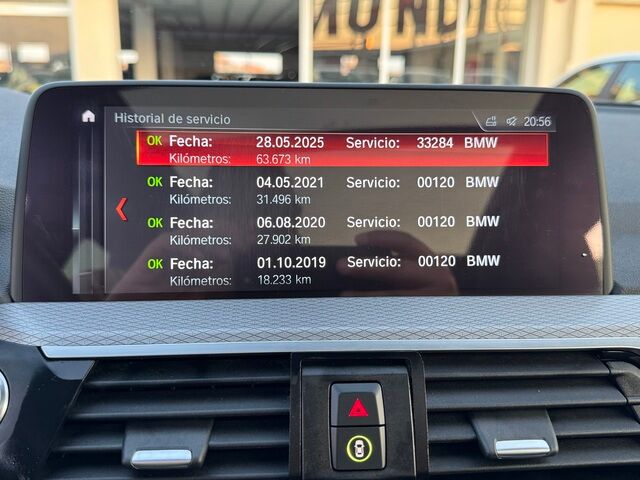 Historial de servicio 20:56
OK Fecha: 28.05.2025 Servicio: 33284 BMW
Kilómetros: 63.673 km
OK Fecha: 04.05.2021 Servicio: 00120 BMW
Kilómetros: 31.496 km
OK Fecha: 06.08.2020 Servicio: 00120 BMW
Kilómetros: 27.902 km
OK Fecha: 01.10.2019 Servicio: 00120 BMW
Kilómetros: 18.233 km